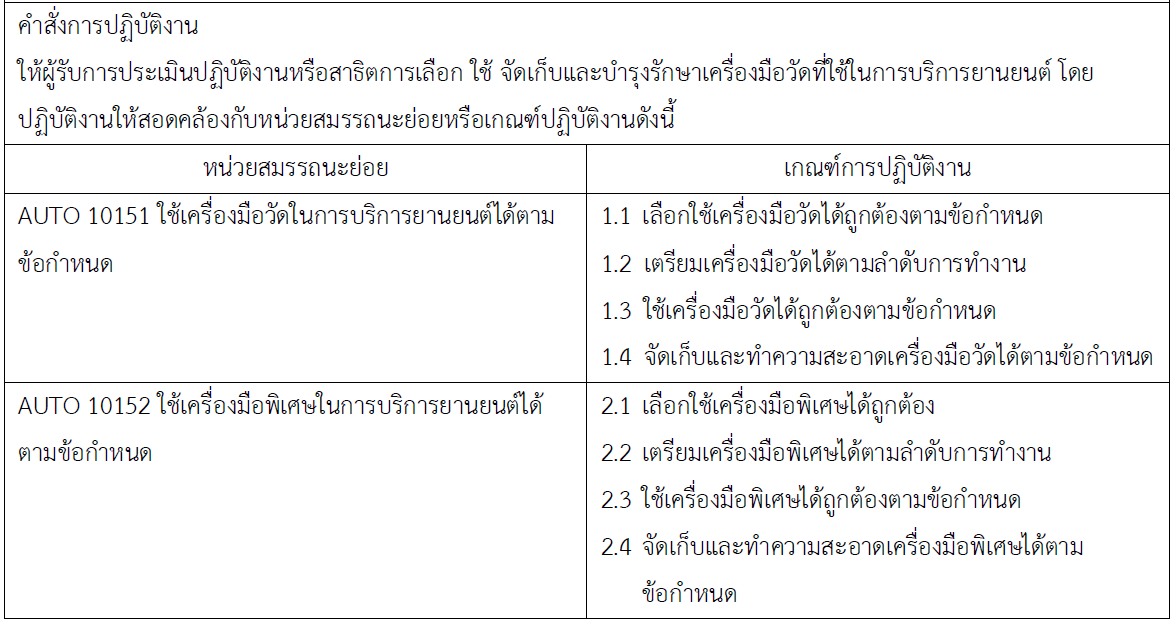 คำสั่งการปฏิบัติงาน
ให้ผู้รับการประเมินปฏิบัติงานหรือสาธิตการเลือก ใช้ จัดเก็บและบำรุงรักษาเครื่องมือวัดที่ใช้ในการบริการยานยนต์ โดย
ปฏิบัติงานให้สอดคล้องกับหน่วยสมรรถนะย่อยหรือเกณฑ์ปฏิบัติงานดังนี้
หน่วยสมรรถนะย่อย
เกณฑ์การปฏิบัติงาน
AUTO 10151 ใช้เครื่องมือวัดในการบริการยานยนต์ได้ตาม
ข้อกำหนด
1.1 เลือกใช้เครื่องมือวัดได้ถูกต้องตามข้อกำหนด
1.2 เตรียมเครื่องมือวัดได้ตามลำดับการทำงาน
1.3 ใช้เครื่องมือวัดได้ถูกต้องตามข้อกำหนด
1.4 จัดเก็บและทำความสะอาดเครื่องมือวัดได้ตามข้อกำหนด
AUTO 10152 ใช้เครื่องมือพิเศษในการบริการยานยนต์ได้
ตามข้อกำหนด
2.1 เลือกใช้เครื่องมือพิเศษได้ถูกต้อง
2.2 เตรียมเครื่องมือพิเศษได้ตามลำดับการทำงาน
2.3 ใช้เครื่องมือพิเศษได้ถูกต้องตามข้อกำหนด
2.4 จัดเก็บและทำความสะอาดเครื่องมือพิเศษได้ตาม
ข้อกำหนด